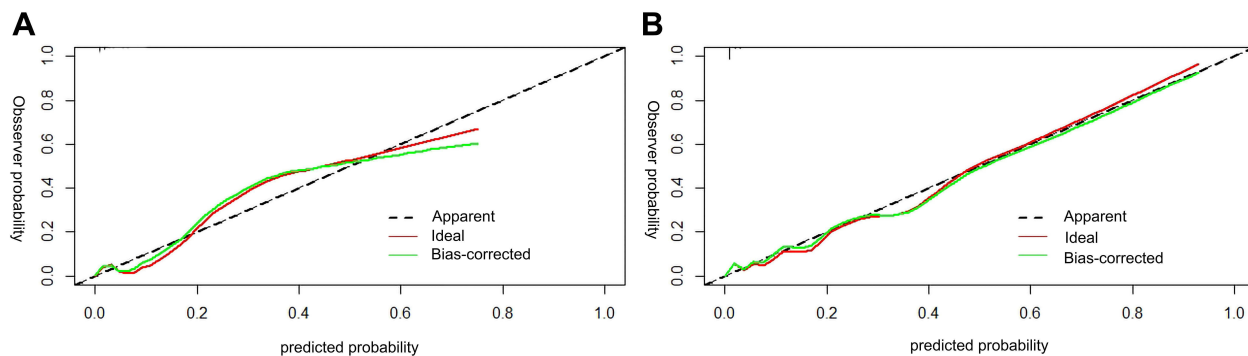 A
Obsserver probability
1.0
0.8
0.6
0.4
0.2
0.0
Apparent
Ideal
Bias-corrected
0.0 0.2 0.4 0.6 0.8 1.0
predicted probability
B
Observer probability
1.0
0.8
0.6
0.4
0.2
0.0
Apparent
Ideal
Bias-corrected
0.0 0.2 0.4 0.6 0.8 1.0
predicted probability